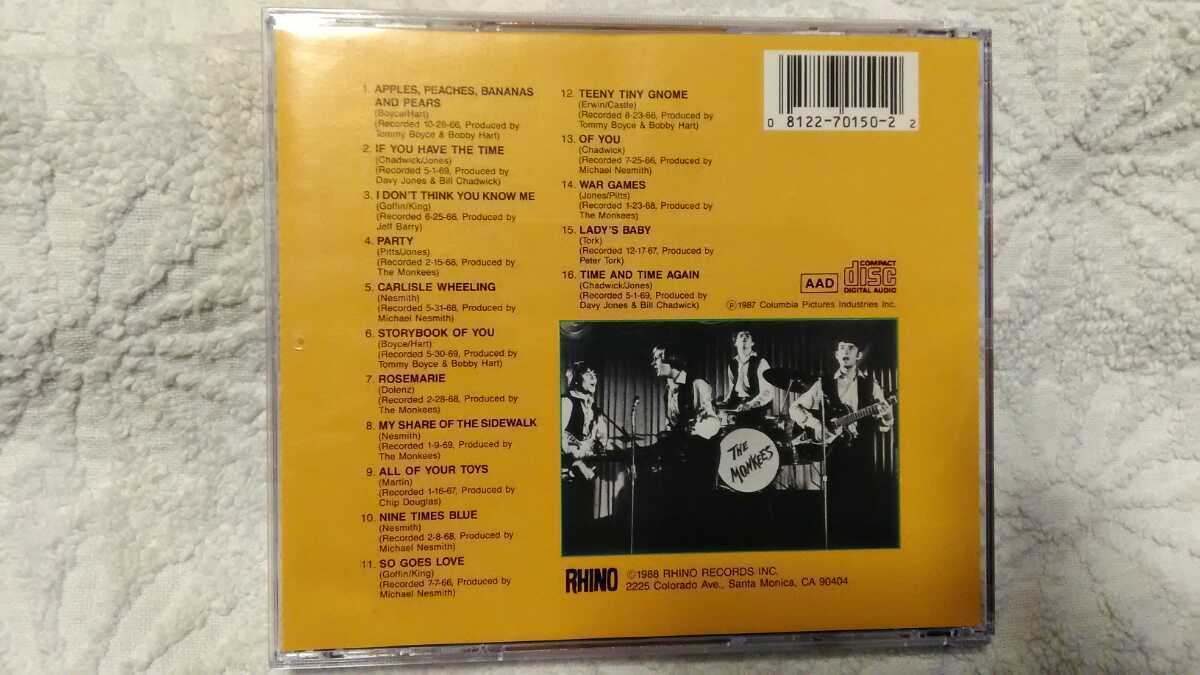 1. APPLES, PEACHES, BANANAS
AND PEARS
(Boyce/Hart)
(Recorded 10-28-66, Produced by
Tommy Boyce & Bobby Hart)
2. IF YOU HAVE THE TIME
(Chadwick/Jones)
(Recorded 5-1-69, Produced by
Davy Jones & Bill Chadwick)
3. I DON'T THINK YOU KNOW ME
(Goffin/King)
(Recorded 6-25-66, Produced by
Jeff Barry)
4. PARTY
(Pitts/Jones)
(Recorded 2-15-68, Produced by
The Monkees)
5. CARLISLE WHEELING
(Nesmith)
(Recorded 5-31-68, Produced by
Michael Nesmith)
6. STORYBOOK OF YOU
(Boyce/Hart)
(Recorded 5-30-69, Produced by
Tommy Boyce & Bobby Hart)
7. ROSEMARIE
(Dolenz)
(Recorded 2-28-68, Produced by
The Monkees)
8. MY SHARE OF THE SIDEWALK
(Nesmith)
(Recorded 1-9-69, Produced by
The Monkees)
9. ALL OF YOUR TOYS
(Martin)
(Recorded 1-16-67, Produced by
Chip Douglas)
10. NINE TIMES BLUE
(Nesmith)
(Recorded 2-8-68, Produced by
Michael Nesmith)
11. SO GOES LOVE
(Goffin/King)
(Recorded 7-7-66, Produced by
Michael Nesmith)
12. TEENY TINY GNOME
(Erwin/Castle)
(Recorded 8-23-66, Produced by
Tommy Boyce & Bobby Hart)
13. OF YOU
(Chadwick)
(Recorded 7-25-66, Produced by
Michael Nesmith)
14. WAR GAMES
(Jones/Pitts)
(Recorded 1-23-68, Produced by
The Monkees)
15. LADY'S BABY
(Tork)
(Recorded 12-17-67, Produced by
Peter Tork)
16. TIME AND TIME AGAIN
(Chadwick/Jones)
(Recorded 5-1-69, Produced by
Davy Jones & Bill Chadwick)
0 8122-70150-2 2
AAD
COMPACT
disc
DIGITAL AUDIO
℗1987 Columbia Pictures Industries Inc.
THE
MONKEES
RHINO
©1988 RHINO RECORDS INC.
2225 Colorado Ave., Santa Monica, CA 90404